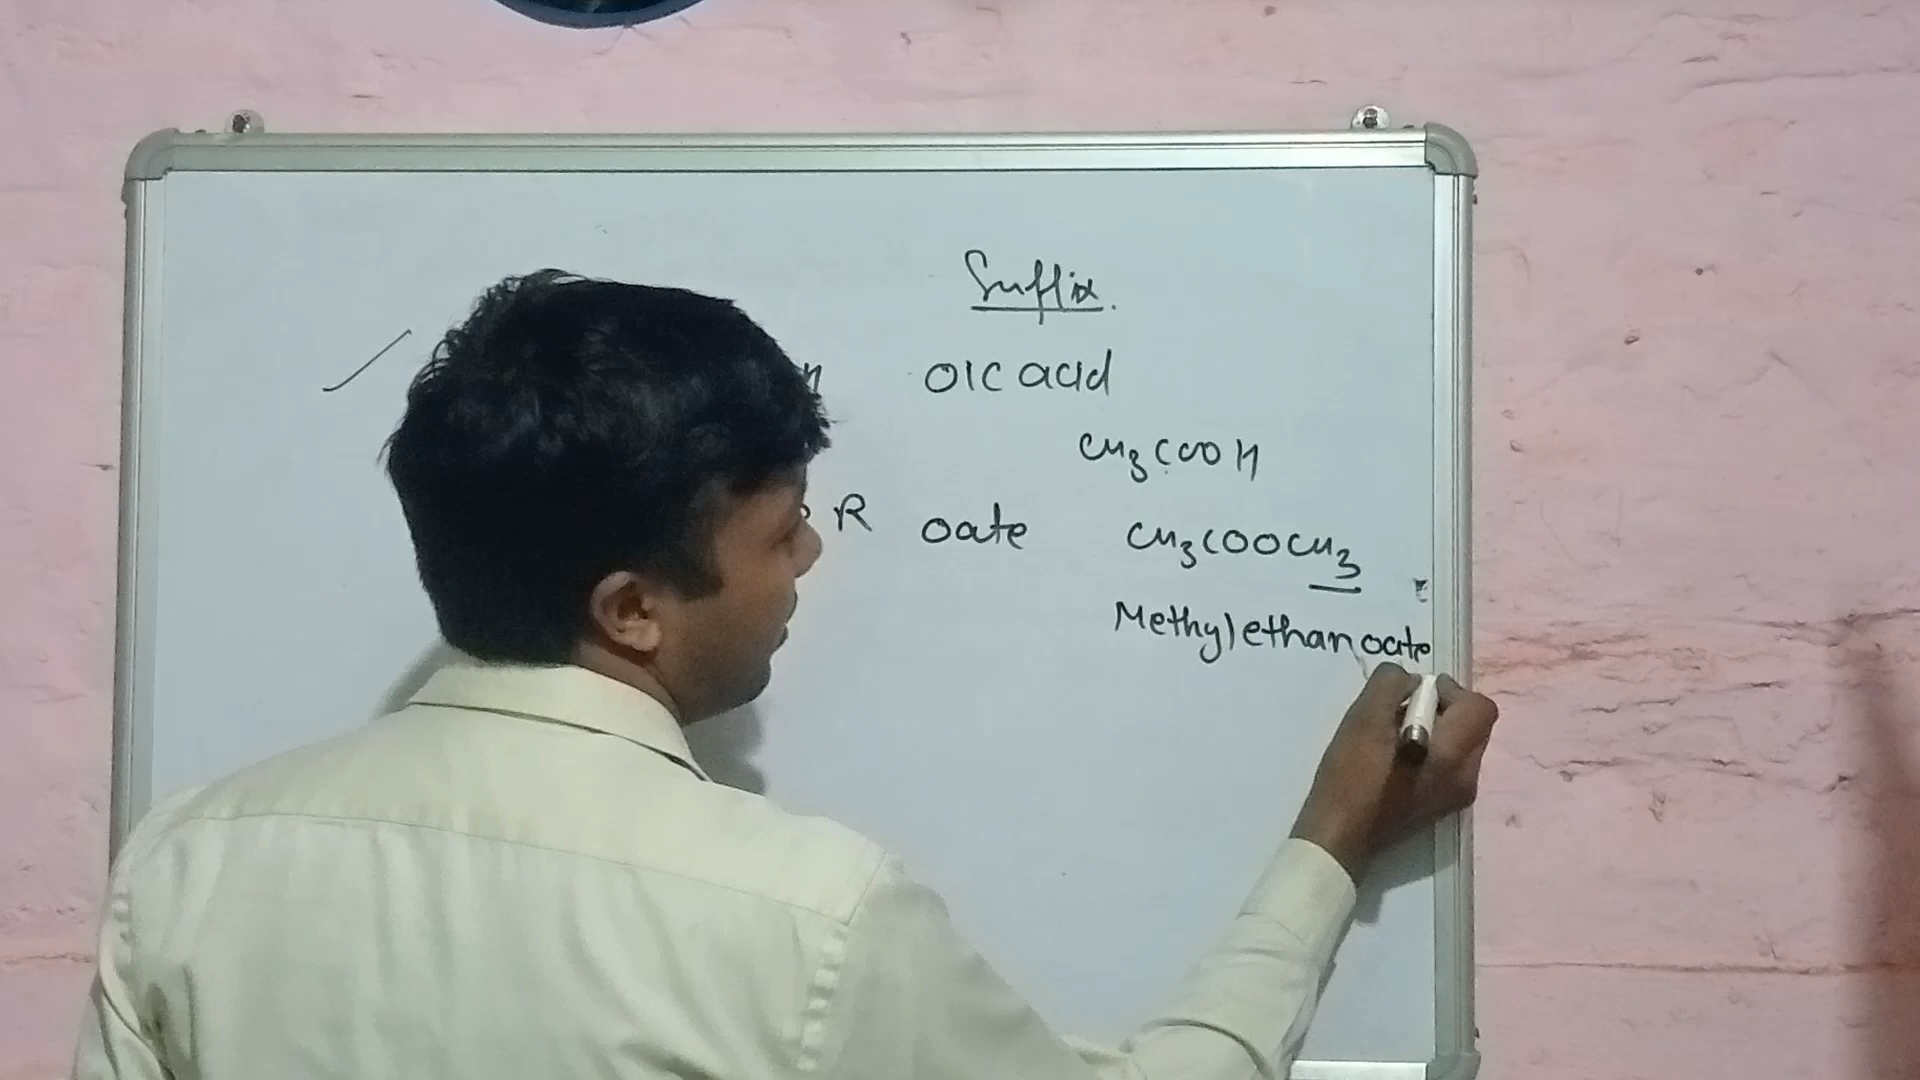 Suffix.
oic acid
CH3COOH
R oate CH3COOCH3
Methylethanoate